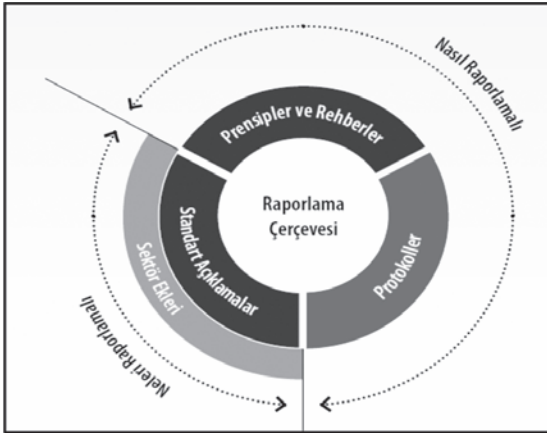 Nasıl Raporlamalı
Prensipler ve Rehberler
Raporlama
Çerçevesi
Standart Açıklamalar
Protokoller
Sektör Ekleri
Neleri Raporlamalı